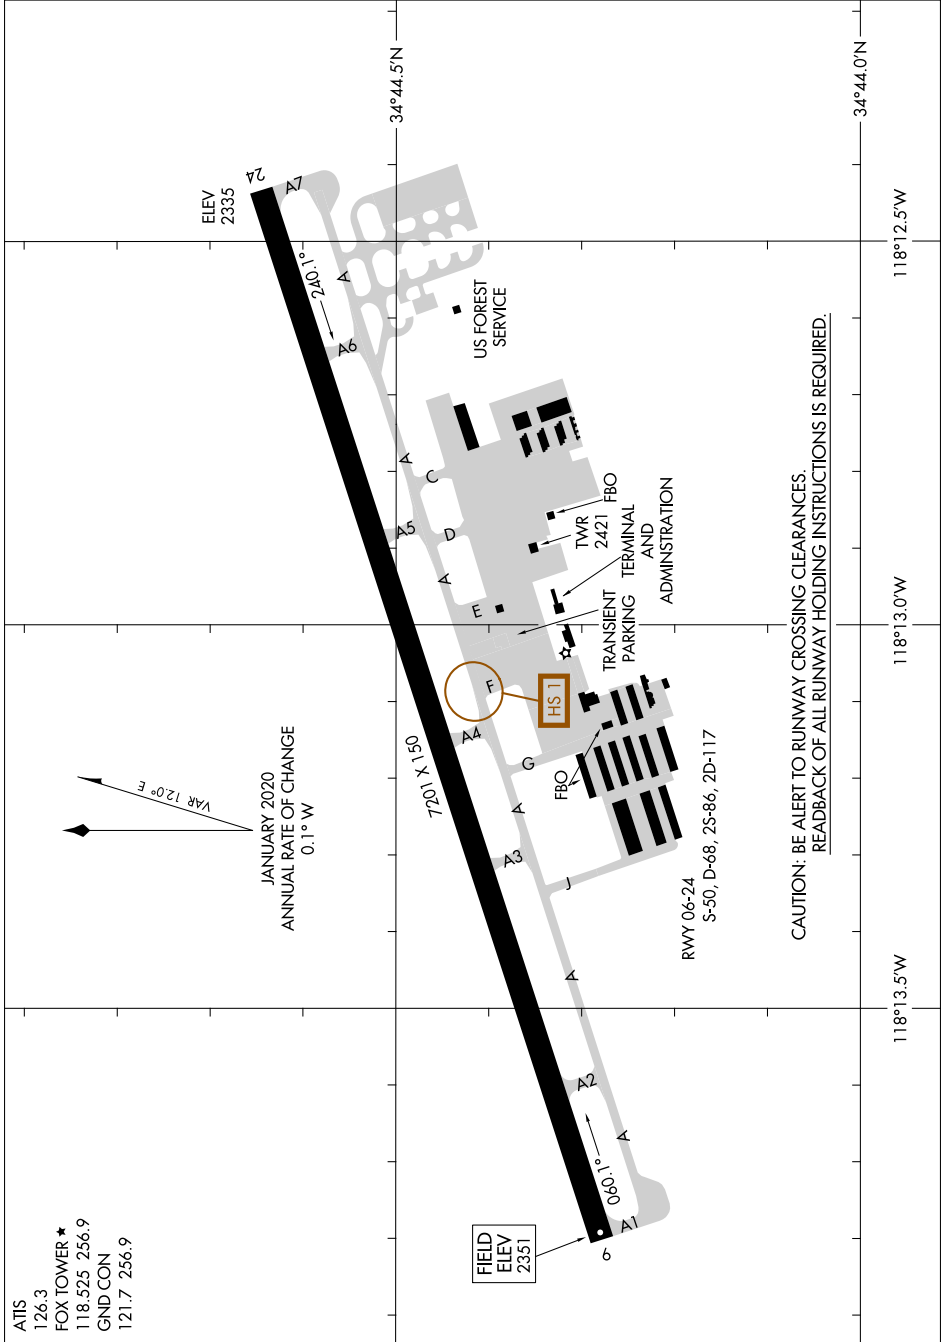 ATIS
126.3
FOX TOWER ★
118.525 256.9
GND CON
121.7 256.9
JANUARY 2020
ANNUAL RATE OF CHANGE
0.1° W
VAR 12.0° E
ELEV
2335
24
A7
240.1°
A
A6
US FOREST
SERVICE
A
C
A5
D
A
E
TWR
2421
FBO
TERMINAL
AND
ADMINSTRATION
TRANSIENT
PARKING
F
HS 1
A4
7201 X 150
G
FBO
A
A3
J
A
RWY 06-24
S-50, D-68, 2S-86, 2D-117
A2
A
060.1°
A1
6
FIELD
ELEV
2351
CAUTION: BE ALERT TO RUNWAY CROSSING CLEARANCES.
READBACK OF ALL RUNWAY HOLDING INSTRUCTIONS IS REQUIRED.
34°44.5'N
34°44.0'N
118°13.5'W
118°13.0'W
118°12.5'W